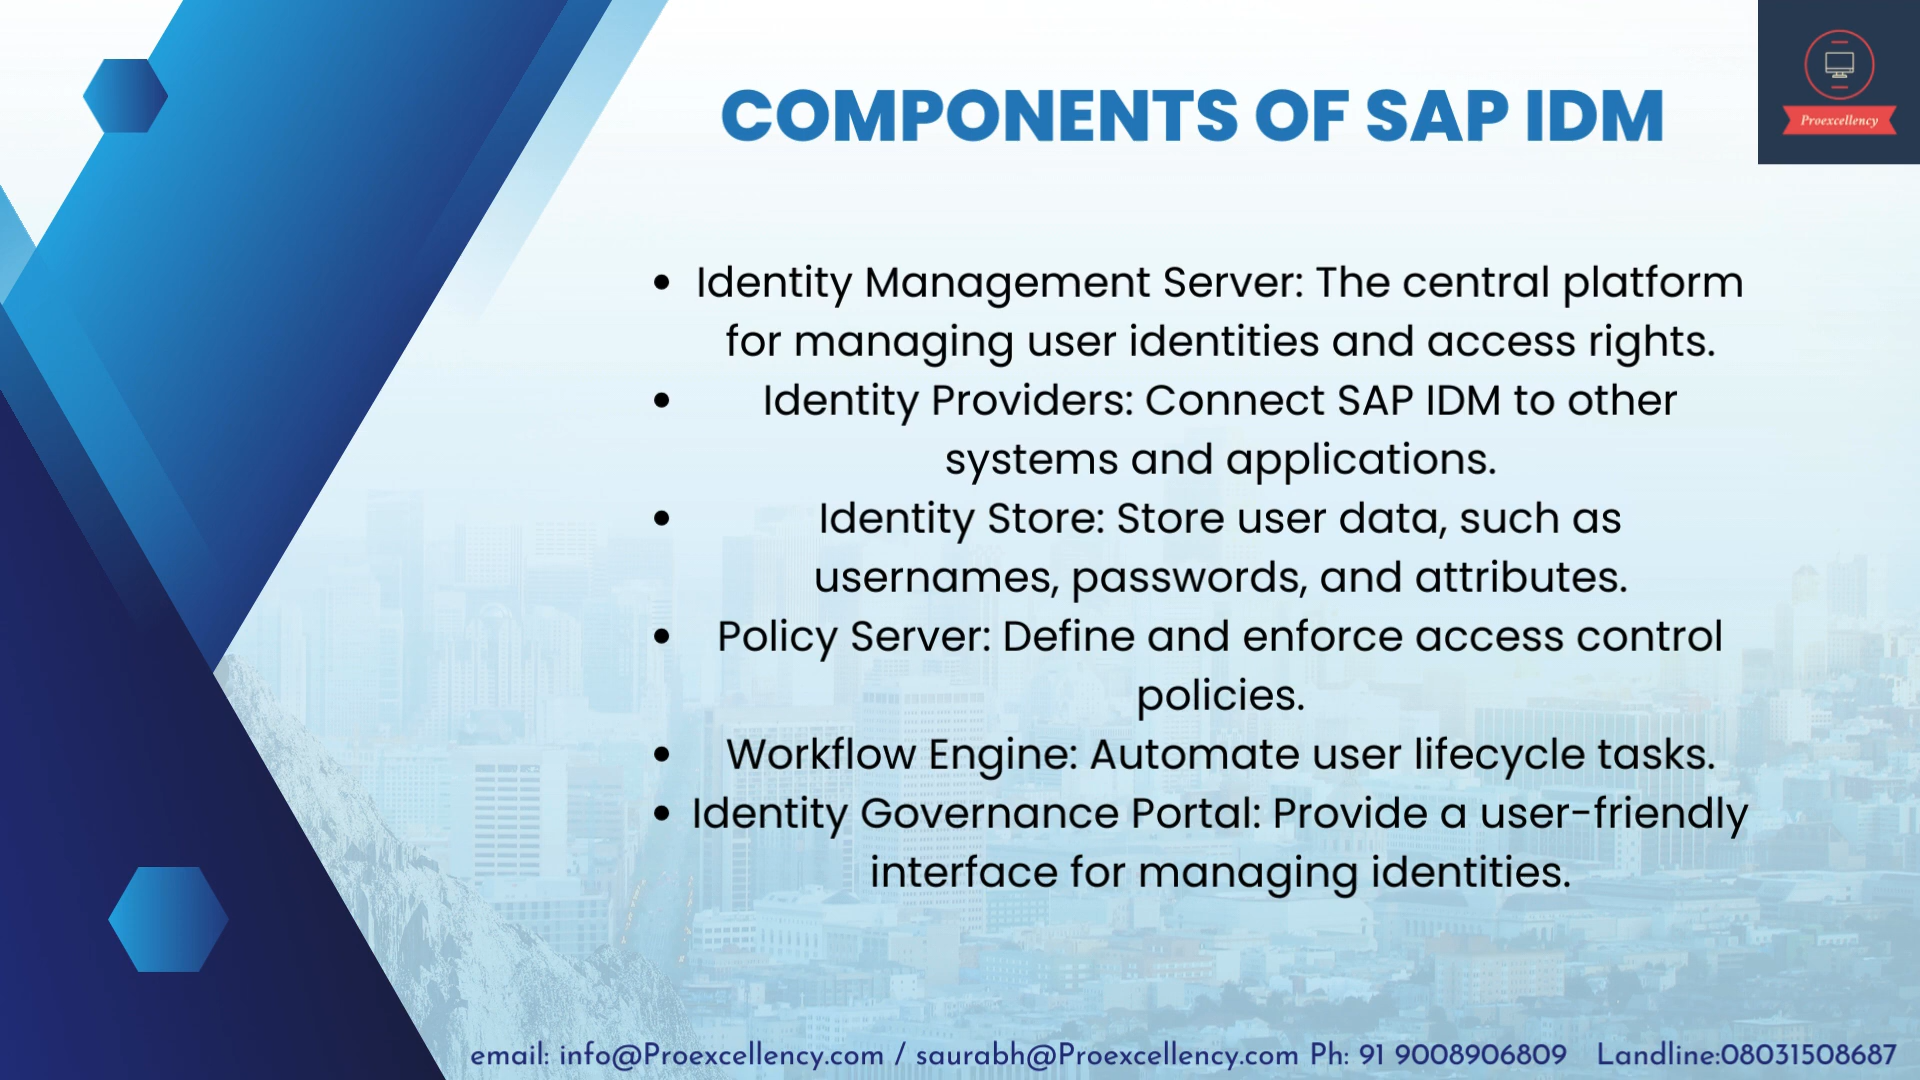 COMPONENTS OF SAP IDM
Proexcellency
• Identity Management Server: The central platform
for managing user identities and access rights.
• Identity Providers: Connect SAP IDM to other
systems and applications.
• Identity Store: Store user data, such as
usernames, passwords, and attributes.
• Policy Server: Define and enforce access control
policies.
• Workflow Engine: Automate user lifecycle tasks.
• Identity Governance Portal: Provide a user-friendly
interface for managing identities.
email: info@Proexcellency.com / saurabh@Proexcellency.com Ph: 91 9008906809 Landline:08031508687